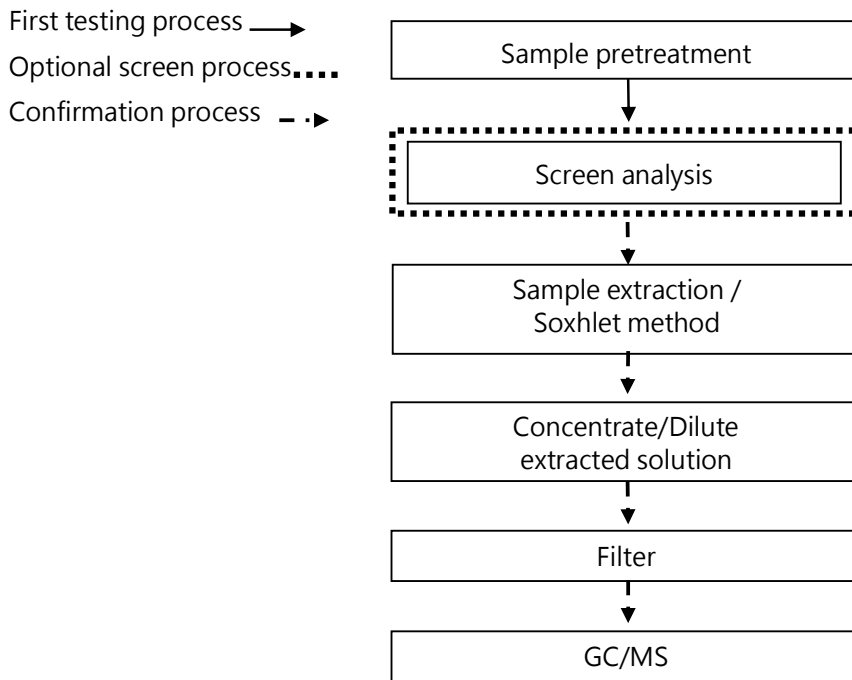 First testing process
Optional screen process
Confirmation process
Sample pretreatment
Screen analysis
Sample extraction /
Soxhlet method
Concentrate/Dilute
extracted solution
Filter
GC/MS